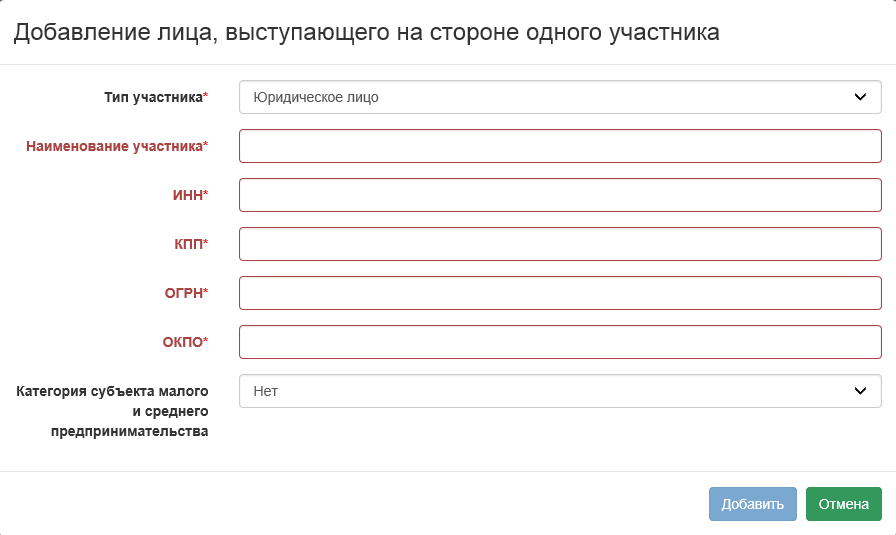 Добавление лица, выступающего на стороне одного участника
Тип участника*
Юридическое лицо
Наименование участника*
ИНН*
КПП*
ОГРН*
ОКПО*
Категория субъекта малого
и среднего
предпринимательства
Нет
Добавить
Отмена